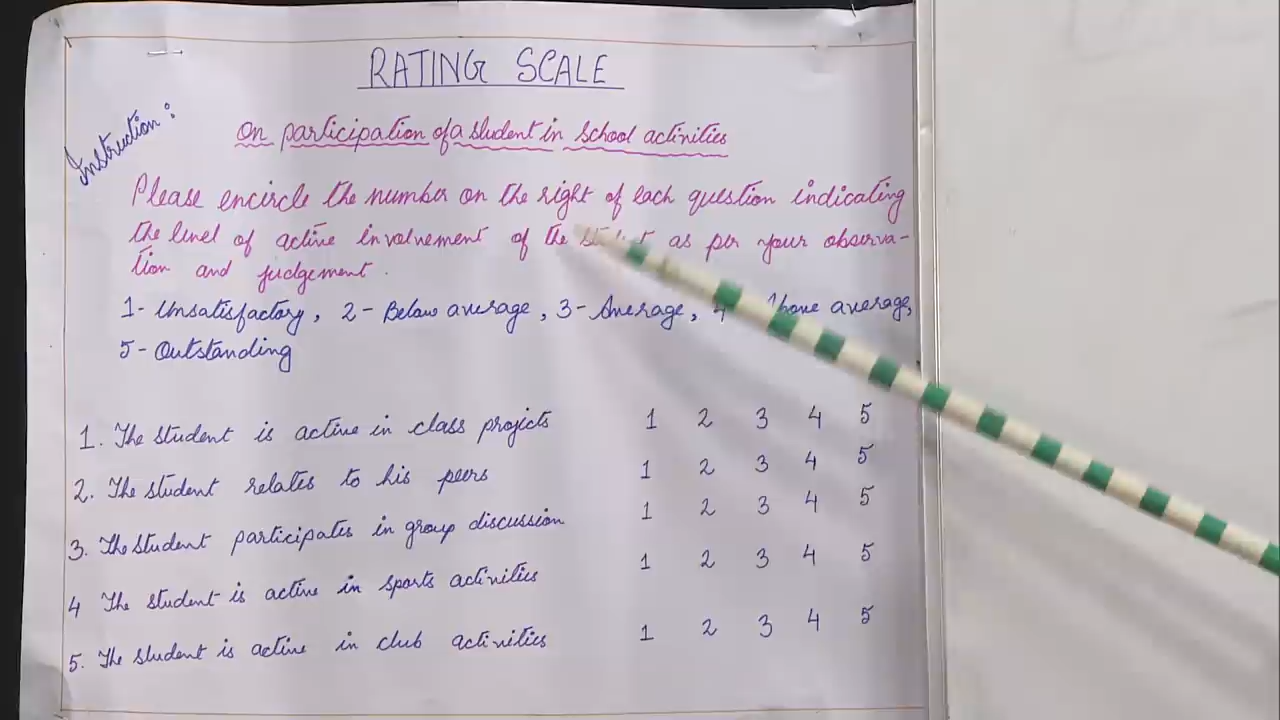 RATING SCALE
Instruction:
On participation of a student in school activities
Please encircle the number on the right of each question indicating
the level of active involvement of the as per your observa-
tion and judgement.
1- Unsatisfactory, 2- Below average, 3- Average, 4 Above average,
5- Outstanding
1. The student is active in class projects 1 2 3 4 5
2. The student relates to his peers 1 2 3 4 5
3. The student participates in group discussion 1 2 3 4 5
4 The student is active in sports activities 1 2 3 4 5
5. The student is active in club activities 1 2 3 4 5